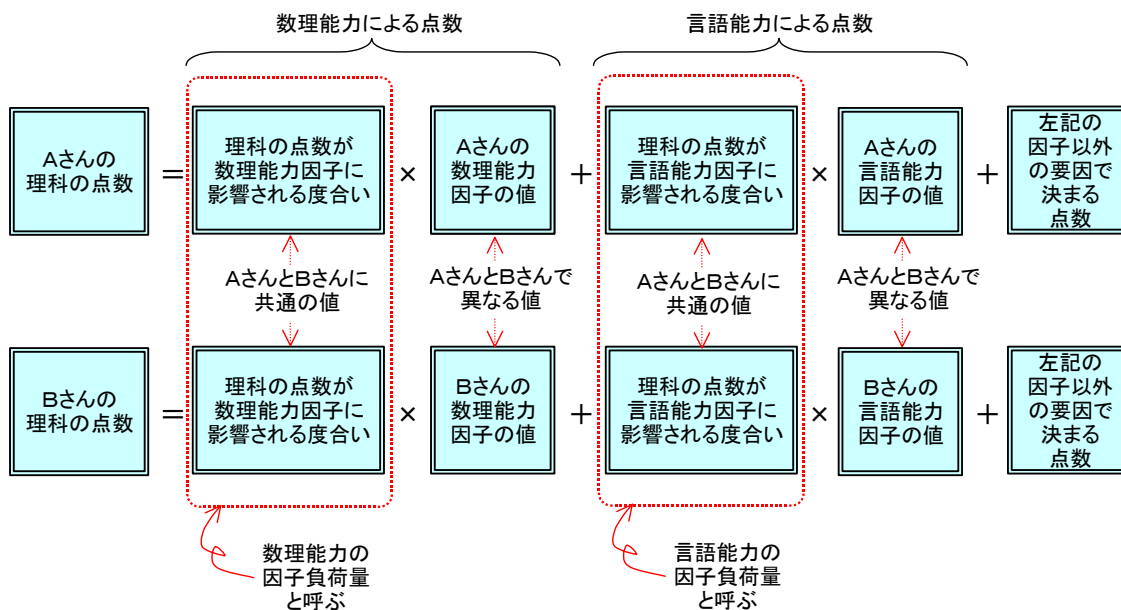 数理能力による点数
言語能力による点数
Aさんの
理科の点数
=
理科の点数が
数理能力因子に
影響される度合い
×
Aさんの
数理能力
因子の値
+
理科の点数が
言語能力因子に
影響される度合い
×
Aさんの
言語能力
因子の値
+
左記の
因子以外
の要因で
決まる
点数
AさんとBさんに
共通の値
AさんとBさんで
異なる値
AさんとBさんに
共通の値
AさんとBさんで
異なる値
Bさんの
理科の点数
=
理科の点数が
数理能力因子に
影響される度合い
×
Bさんの
数理能力
因子の値
+
理科の点数が
言語能力因子に
影響される度合い
×
Bさんの
言語能力
因子の値
+
左記の
因子以外
の要因で
決まる
点数
数理能力の
因子負荷量
と呼ぶ
言語能力の
因子負荷量
と呼ぶ